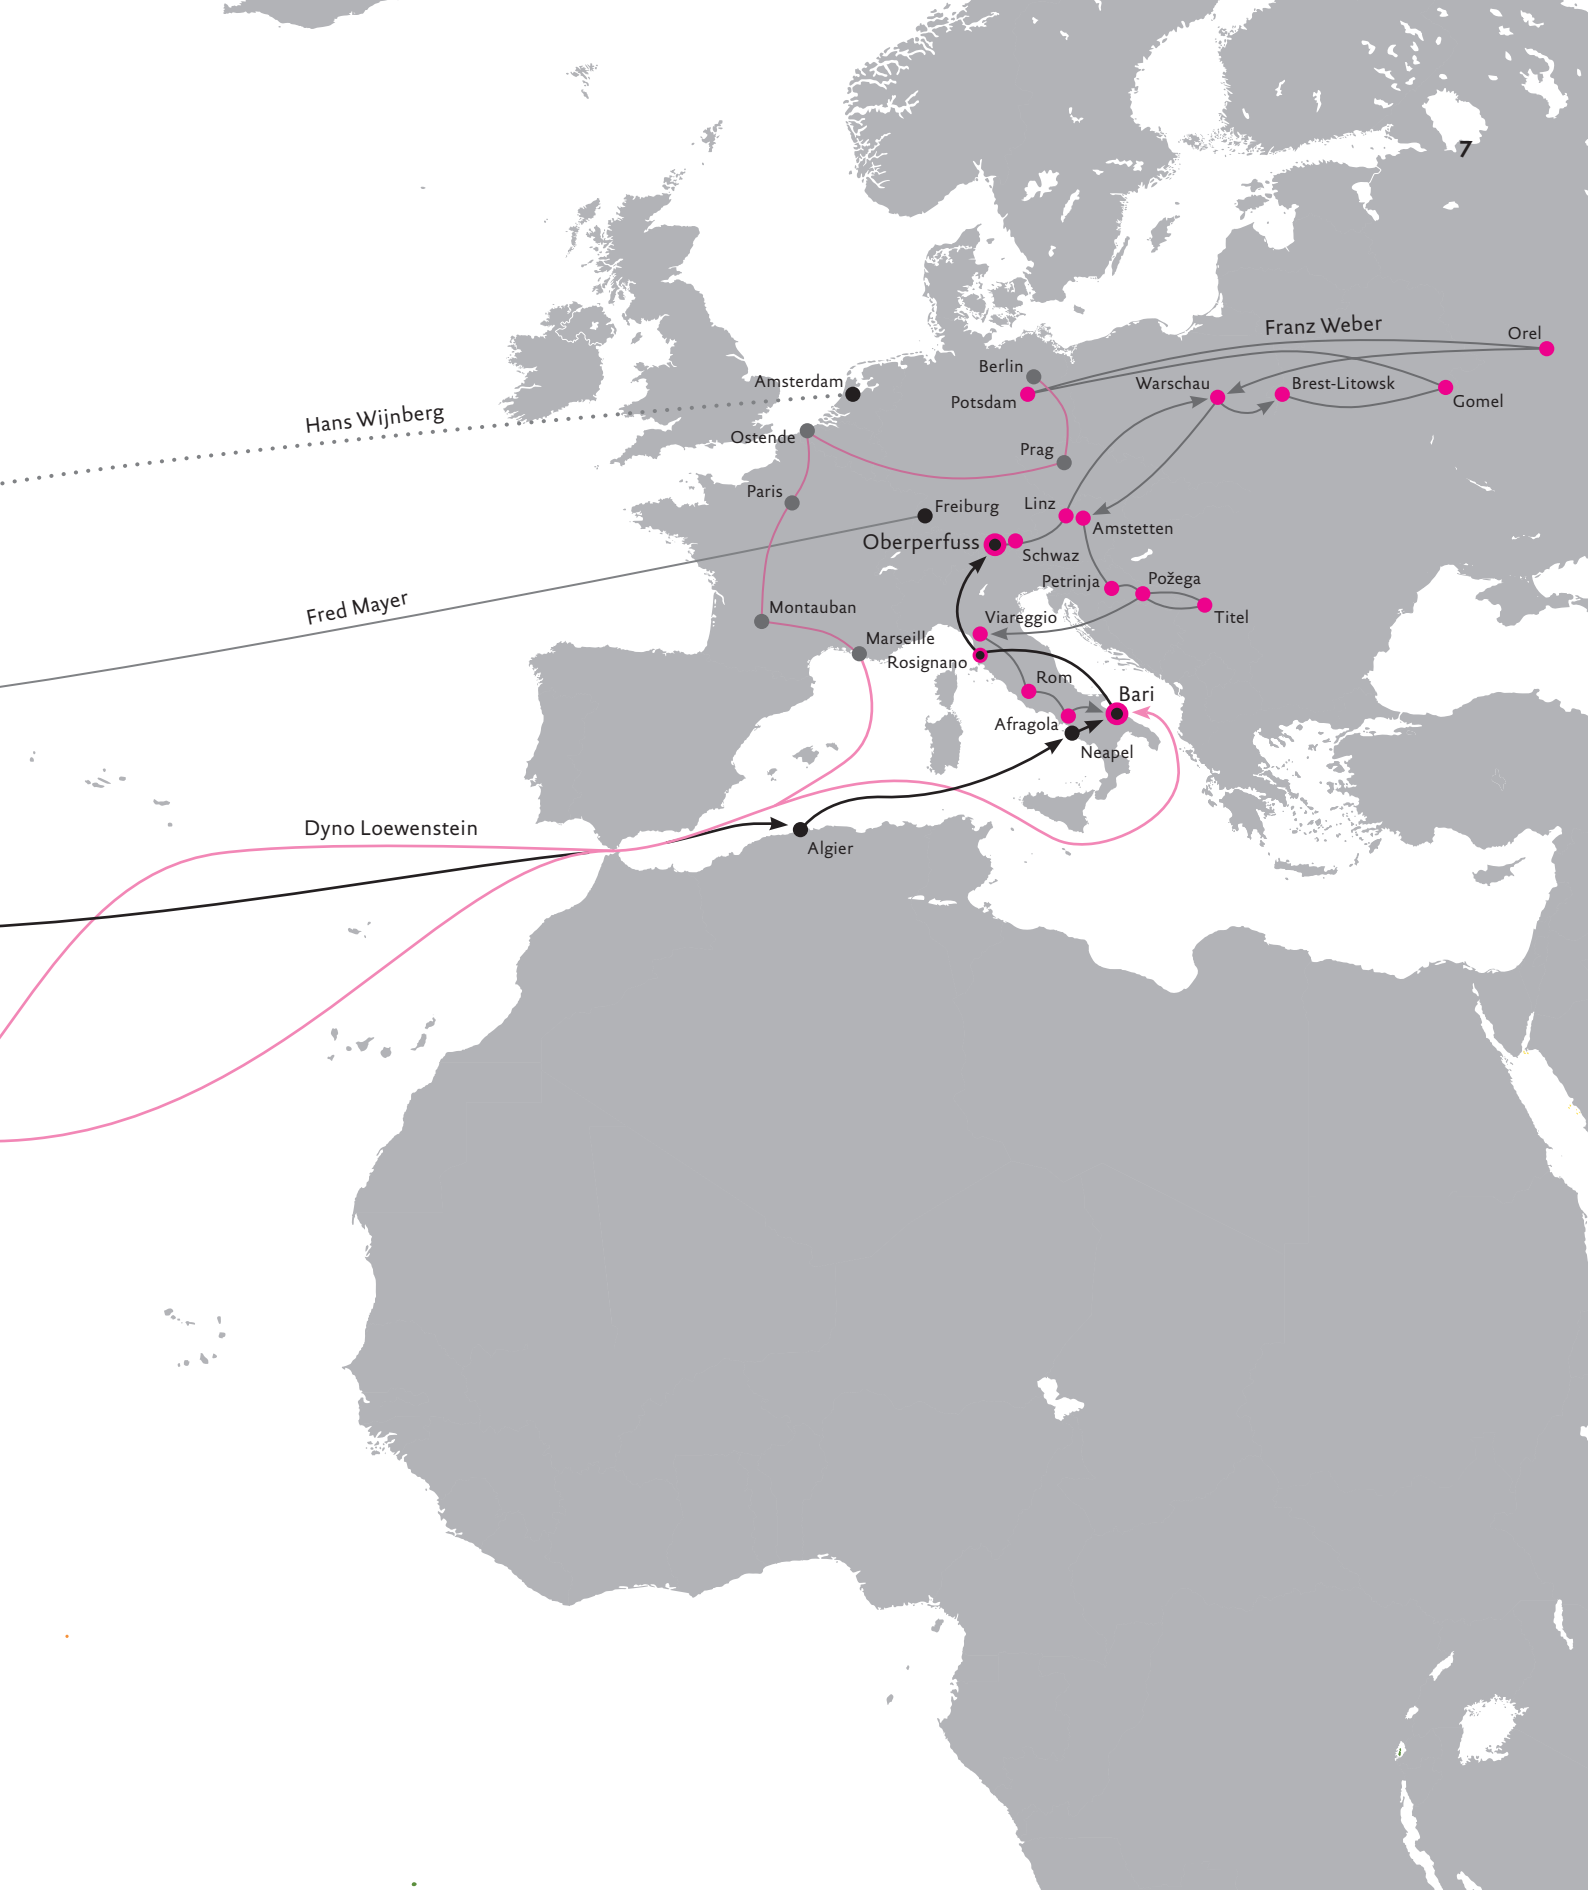 7
Franz Weber
Orel
Berlin
Amsterdam
Warschau
Brest-Litowsk
Potsdam
Gomel
Hans Wijnberg
Ostende
Prag
Paris
Linz
Freiburg
Amstetten
Oberperfuss
Schwaz
Petrinja
Požega
Fred Mayer
Montauban
Viareggio
Titel
Marseille
Rosignano
Rom
Bari
Afragola
Neapel
Dyno Loewenstein
Algier